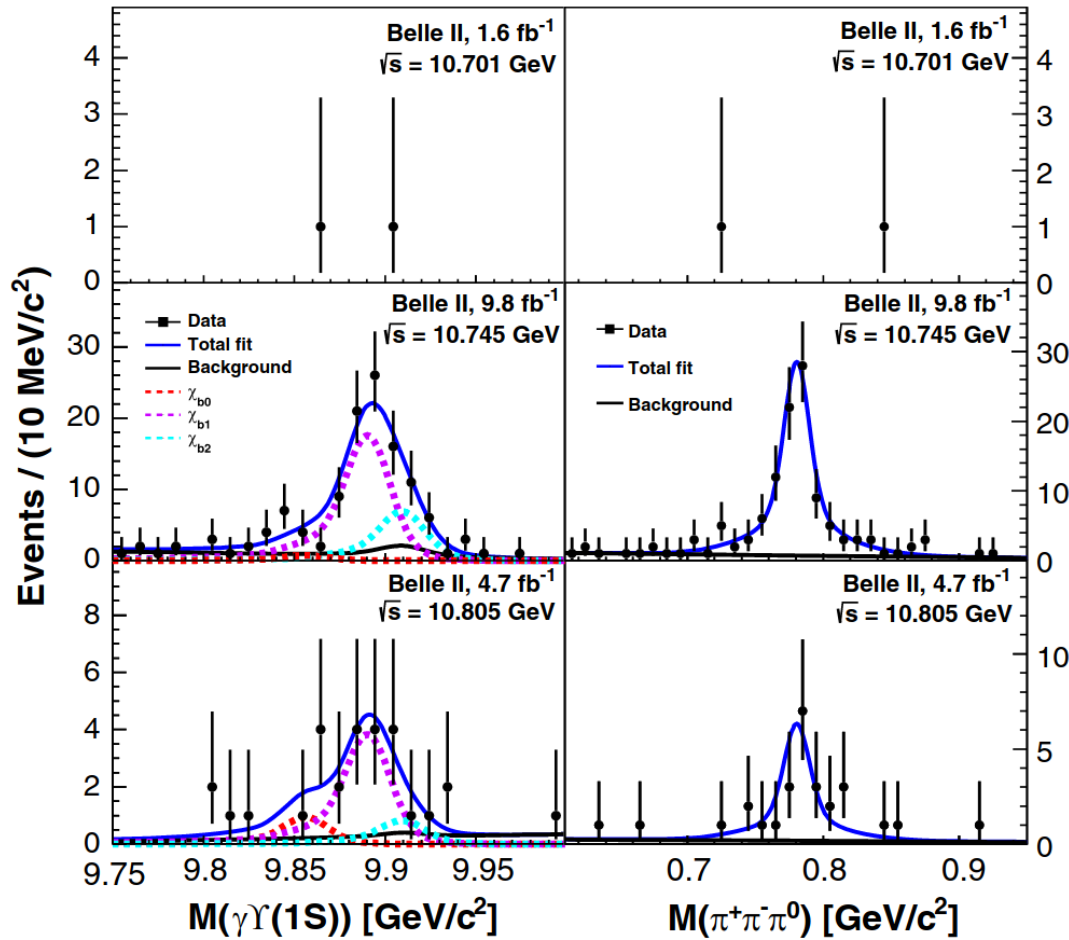 Belle II, 1.6 fb⁻¹
√s = 10.701 GeV
4
3
2
1
0
Belle II, 1.6 fb⁻¹
√s = 10.701 GeV
4
3
2
1
0
Events / (10 MeV/c²)
Belle II, 9.8 fb⁻¹
√s = 10.745 GeV
Data
Total fit
Background
χb0
χb1
χb2
30
20
10
0
Belle II, 9.8 fb⁻¹
√s = 10.745 GeV
Data
Total fit
Background
30
20
10
0
Belle II, 4.7 fb⁻¹
√s = 10.805 GeV
8
6
4
2
0
Belle II, 4.7 fb⁻¹
√s = 10.805 GeV
10
5
0
9.75 9.8 9.85 9.9 9.95
0.7 0.8 0.9
M(γΥ(1S)) [GeV/c²]
M(π⁺π⁻π⁰) [GeV/c²]